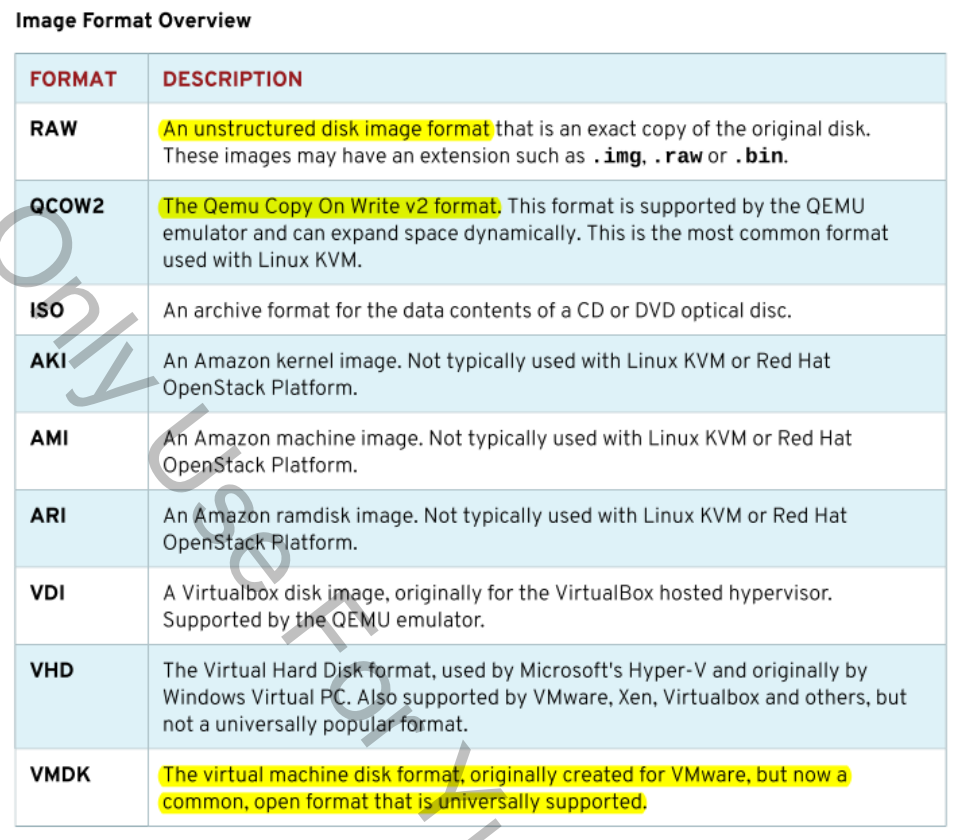 Image Format Overview
FORMAT DESCRIPTION
RAW An unstructured disk image format that is an exact copy of the original disk.
These images may have an extension such as .img, .raw or .bin.
QCOW2 The Qemu Copy On Write v2 format. This format is supported by the QEMU
emulator and can expand space dynamically. This is the most common format
used with Linux KVM.
ISO An archive format for the data contents of a CD or DVD optical disc.
AKI An Amazon kernel image. Not typically used with Linux KVM or Red Hat
OpenStack Platform.
AMI An Amazon machine image. Not typically used with Linux KVM or Red Hat
OpenStack Platform.
ARI An Amazon ramdisk image. Not typically used with Linux KVM or Red Hat
OpenStack Platform.
VDI A Virtualbox disk image, originally for the VirtualBox hosted hypervisor.
Supported by the QEMU emulator.
VHD The Virtual Hard Disk format, used by Microsoft's Hyper-V and originally by
Windows Virtual PC. Also supported by VMware, Xen, Virtualbox and others, but
not a universally popular format.
VMDK The virtual machine disk format, originally created for VMware, but now a
common, open format that is universally supported.
Only Use For